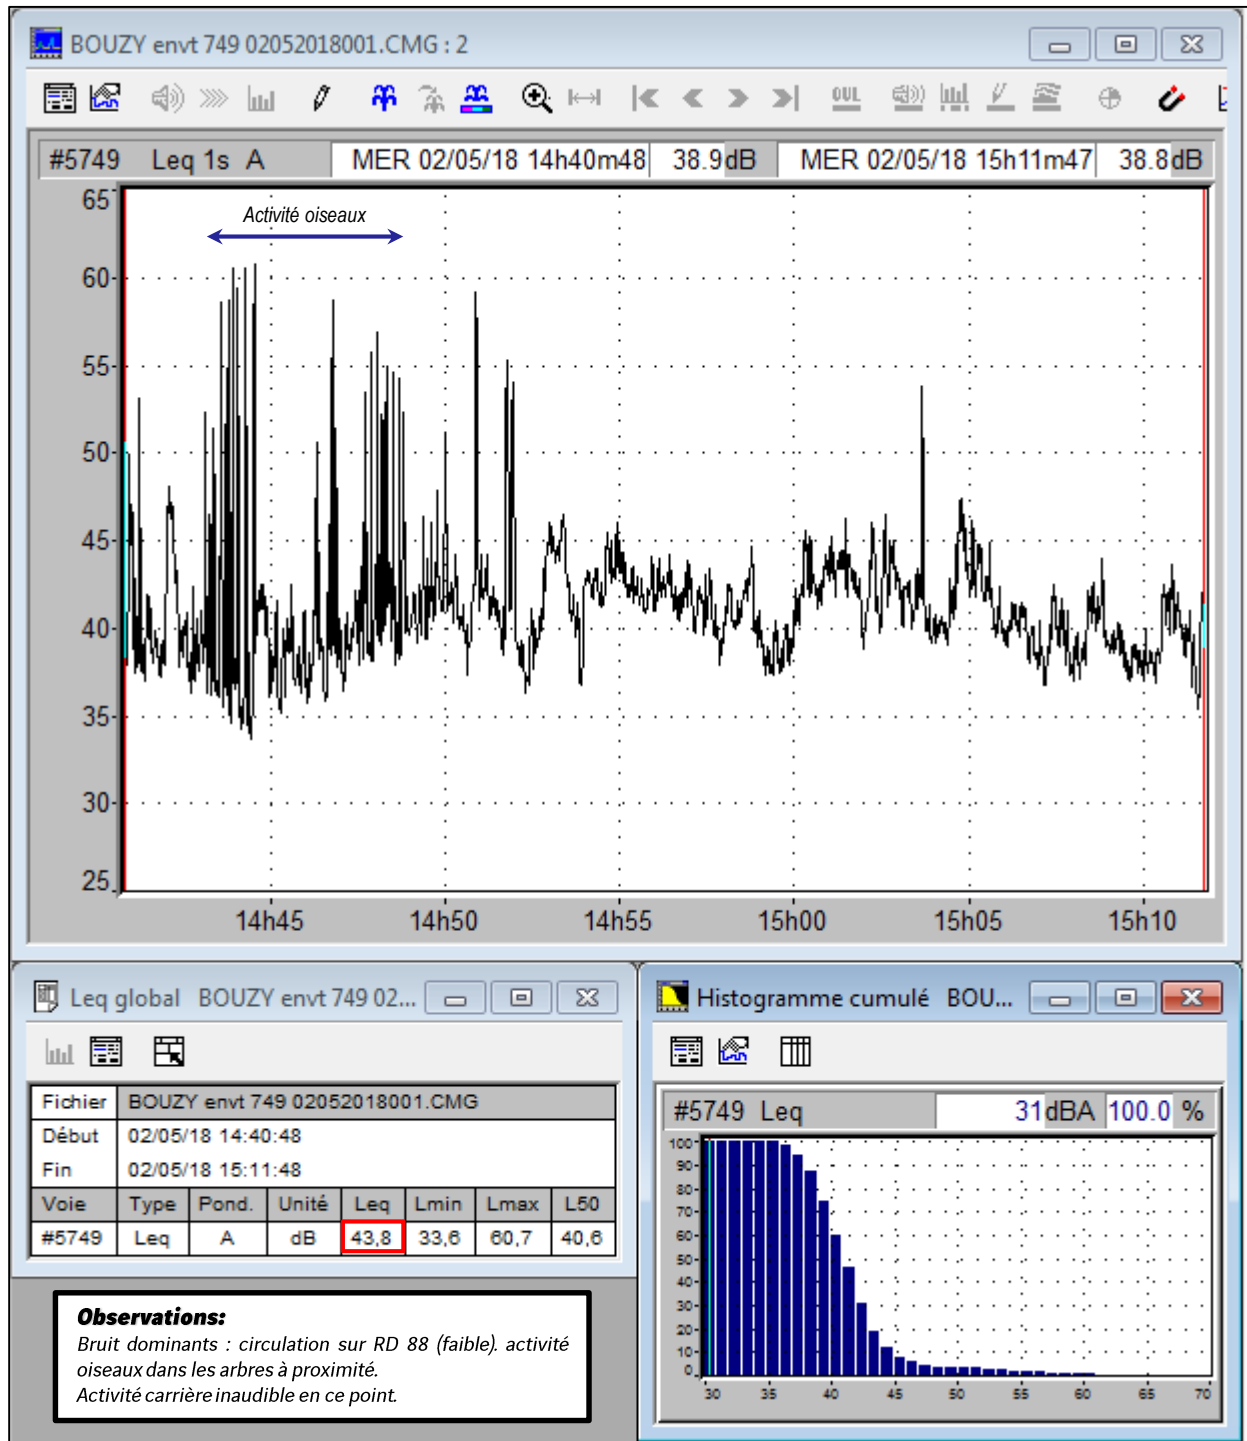 BOUZY envt 749 02052018001.CMG : 2
OVL
#5749 Leq 1s A MER 02/05/18 14h40m48 38.9dB MER 02/05/18 15h11m47 38.8dB
65
Activité oiseaux
60
55
50
45
40
35
30
25
14h45 14h50 14h55 15h00 15h05 15h10
Leq global BOUZY envt 749 02...
Fichier BOUZY envt 749 02052018001.CMG
Début 02/05/18 14:40:48
Fin 02/05/18 15:11:48
Voie Type Pond. Unité Leq Lmin Lmax L50
#5749 Leq A dB 43,8 33,6 60,7 40,6
Observations:
Bruit dominants : circulation sur RD 88 (faible). activité
oiseaux dans les arbres à proximité.
Activité carrière inaudible en ce point.
Histogramme cumulé BOU...
#5749 Leq 31dBA 100.0 %
100
90
80
70
60
50
40
30
20
10
0
30 35 40 45 50 55 60 65 70